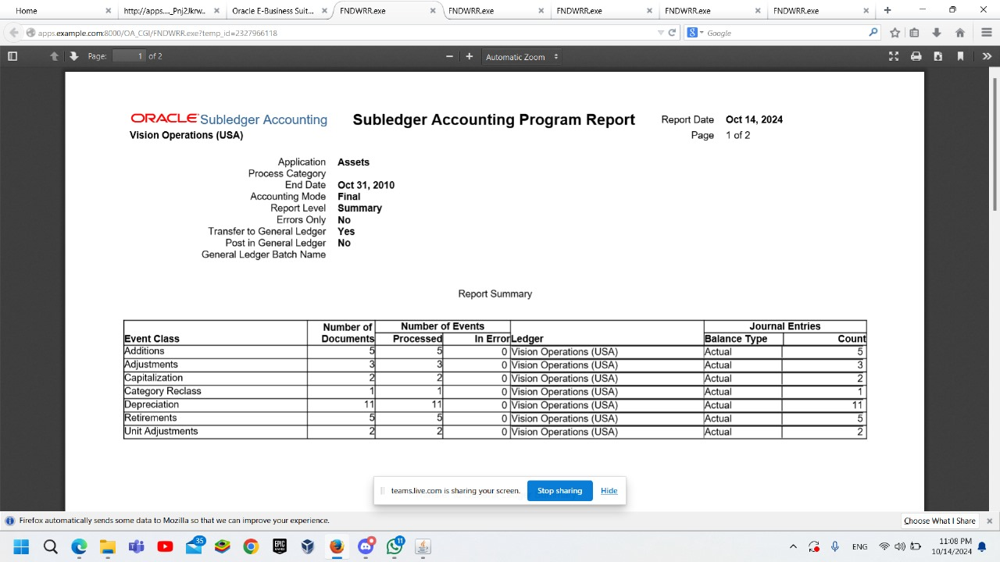 Home
http://apps...._Pnj2Jkrw..
Oracle E-Business Suit...
FNDWRR.exe
FNDWRR.exe
FNDWRR.exe
FNDWRR.exe
FNDWRR.exe
apps.example.com:8000/OA_CGI/FNDWRR.exe?temp_id=2327966118
Google
Page: 1 of 2
Automatic Zoom
ORACLE Subledger Accounting
Subledger Accounting Program Report
Report Date Oct 14, 2024
Vision Operations (USA)
Page 1 of 2
Application Assets
Process Category
End Date Oct 31, 2010
Accounting Mode Final
Report Level Summary
Errors Only No
Transfer to General Ledger Yes
Post in General Ledger No
General Ledger Batch Name
Report Summary
Number of Number of Events Journal Entries
Event Class Documents Processed In Error Ledger Balance Type Count
Additions 5 5 0 Vision Operations (USA) Actual 5
Adjustments 3 3 0 Vision Operations (USA) Actual 3
Capitalization 2 2 0 Vision Operations (USA) Actual 2
Category Reclass 1 1 0 Vision Operations (USA) Actual 1
Depreciation 11 11 0 Vision Operations (USA) Actual 11
Retirements 5 5 0 Vision Operations (USA) Actual 5
Unit Adjustments 2 2 0 Vision Operations (USA) Actual 2
teams.live.com is sharing your screen. Stop sharing Hide
Firefox automatically sends some data to Mozilla so that we can improve your experience.
Choose What I Share
35
EPIC GAMES
11
ENG
11:08 PM
10/14/2024